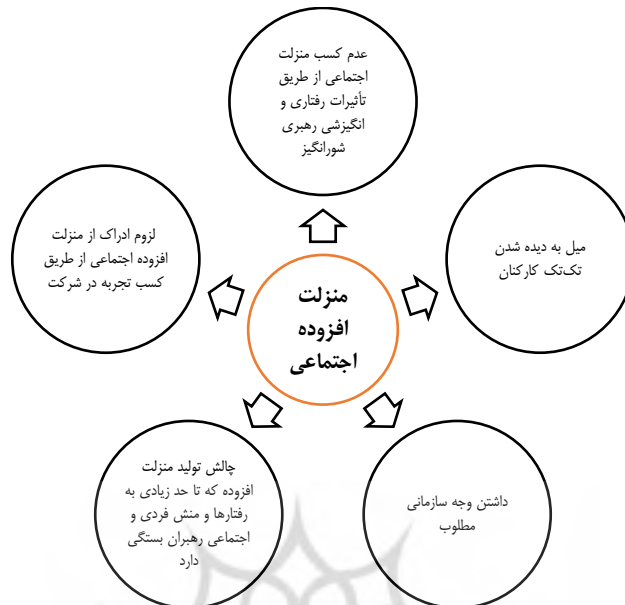 عدم کسب منزلت
اجتماعی از طریق
تأثیرات رفتاری و
انگیزشی رهبری
شورانگیز
میل به دیده شدن
تک‌تک کارکنان
لزوم ادراک از منزلت
افزوده اجتماعی از طریق
کسب تجربه در شرکت
منزلت
افزوده
اجتماعی
داشتن وجه سازمانی
مطلوب
چالش تولید منزلت
افزوده که تا حد زیادی به
رفتارها و منش فردی و
اجتماعی رهبران بستگی
دارد